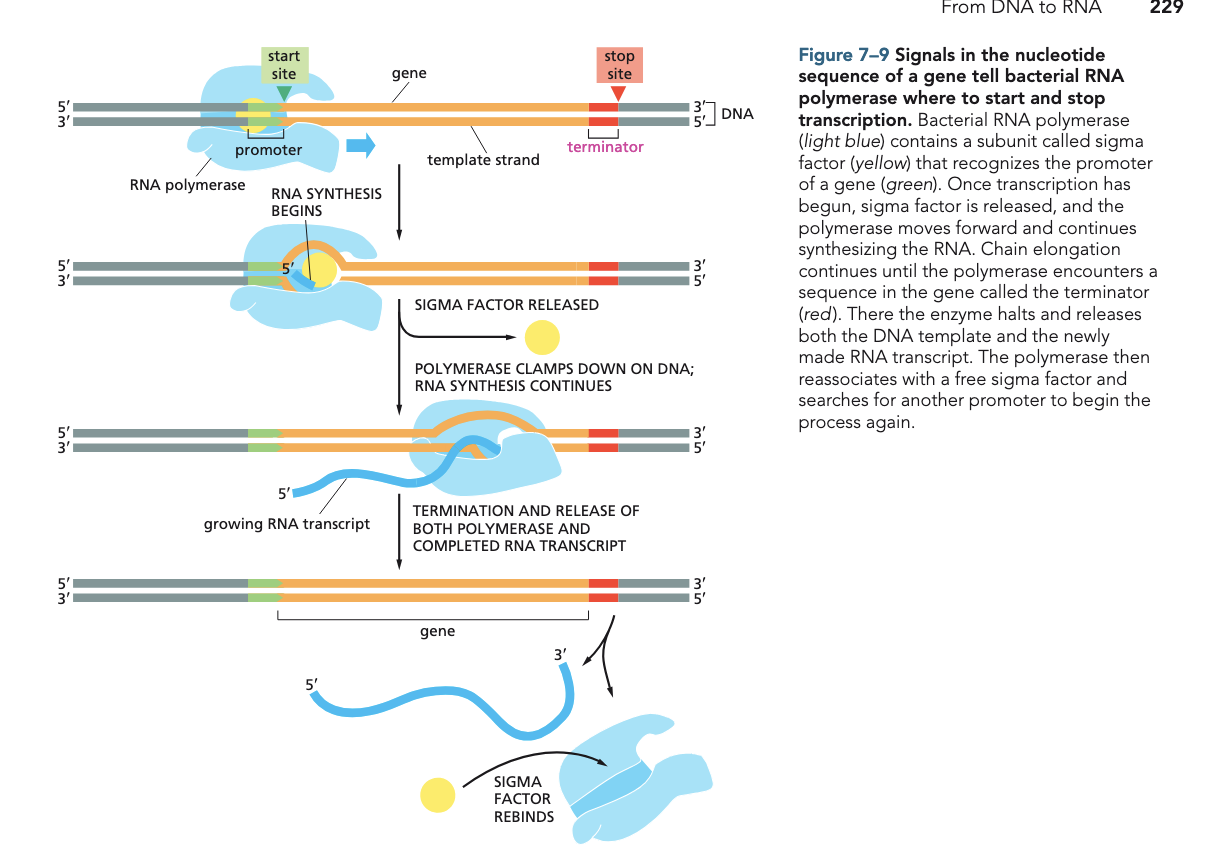 From DNA to RNA 229
start
site
stop
site
gene
5′
3′
3′
5′
DNA
promoter
template strand
terminator
RNA polymerase
RNA SYNTHESIS
BEGINS
5′
3′
5′
3′
5′
SIGMA FACTOR RELEASED
POLYMERASE CLAMPS DOWN ON DNA;
RNA SYNTHESIS CONTINUES
5′
3′
3′
5′
5′
growing RNA transcript
TERMINATION AND RELEASE OF
BOTH POLYMERASE AND
COMPLETED RNA TRANSCRIPT
5′
3′
3′
5′
gene
3′
5′
SIGMA
FACTOR
REBINDS
Figure 7–9 Signals in the nucleotide
sequence of a gene tell bacterial RNA
polymerase where to start and stop
transcription. Bacterial RNA polymerase
(light blue) contains a subunit called sigma
factor (yellow) that recognizes the promoter
of a gene (green). Once transcription has
begun, sigma factor is released, and the
polymerase moves forward and continues
synthesizing the RNA. Chain elongation
continues until the polymerase encounters a
sequence in the gene called the terminator
(red). There the enzyme halts and releases
both the DNA template and the newly
made RNA transcript. The polymerase then
reassociates with a free sigma factor and
searches for another promoter to begin the
process again.